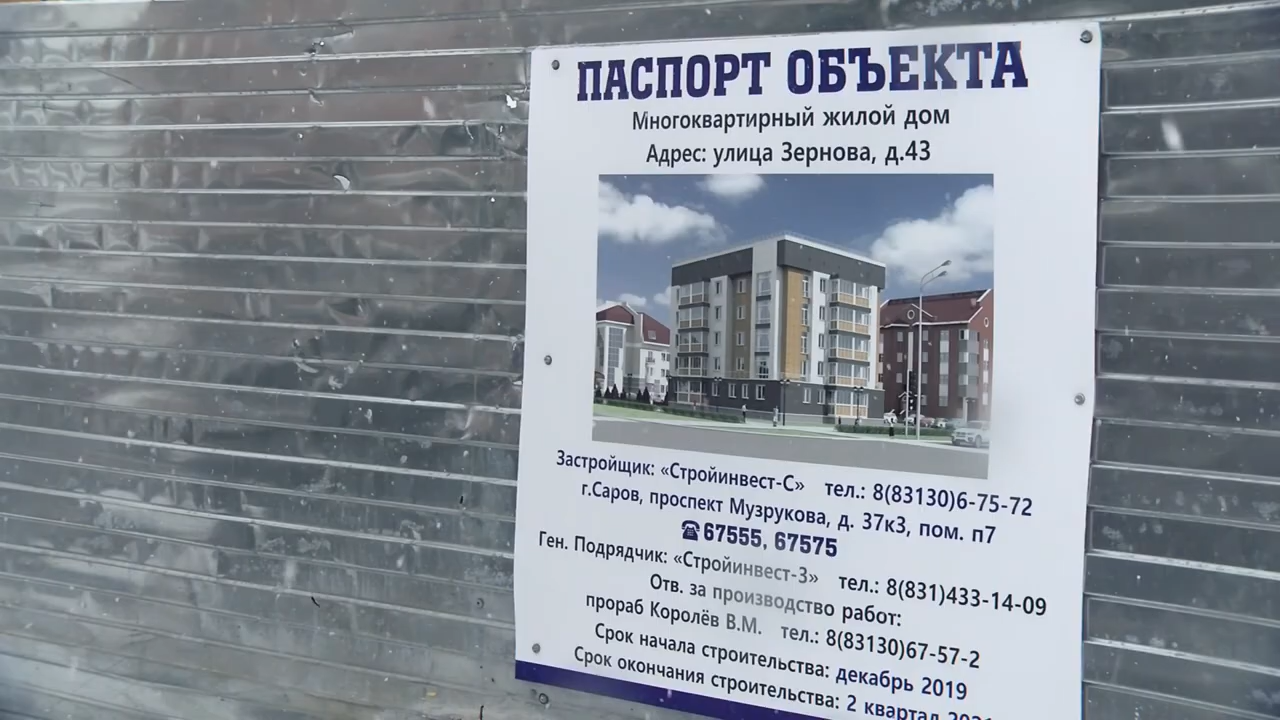 ПАСПОРТ ОБЪЕКТА
Многоквартирный жилой дом
Адрес: улица Зернова, д.43
Застройщик: «Стройинвест-С» тел.: 8(83130)6-75-72
г.Саров, проспект Музрукова, д. 37к3, пом. п7
☎67555, 67575
Ген. Подрядчик: «Стройинвест-3» тел.: 8(831)433-14-09
Отв. за производство работ:
прораб Королёв В.М. тел.: 8(83130)67-57-2
Срок начала строительства: декабрь 2019
Срок окончания строительства: 2 квартал